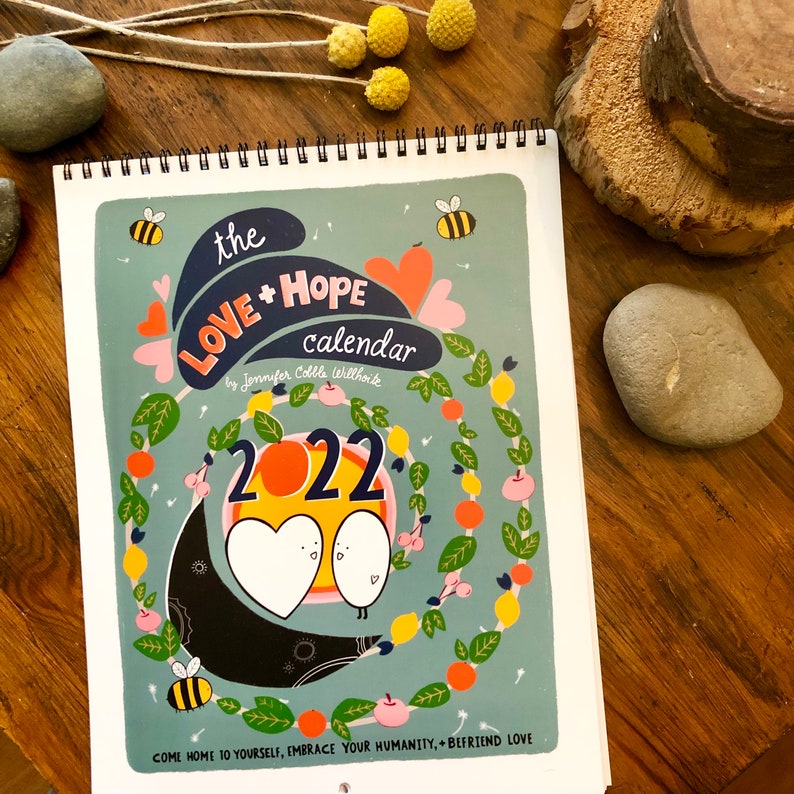 the
LOVE + HOPE
calendar
by Jennifer Cobble Willhoite
2022
COME HOME TO YOURSELF, EMBRACE YOUR HUMANITY, + BEFRIEND LOVE